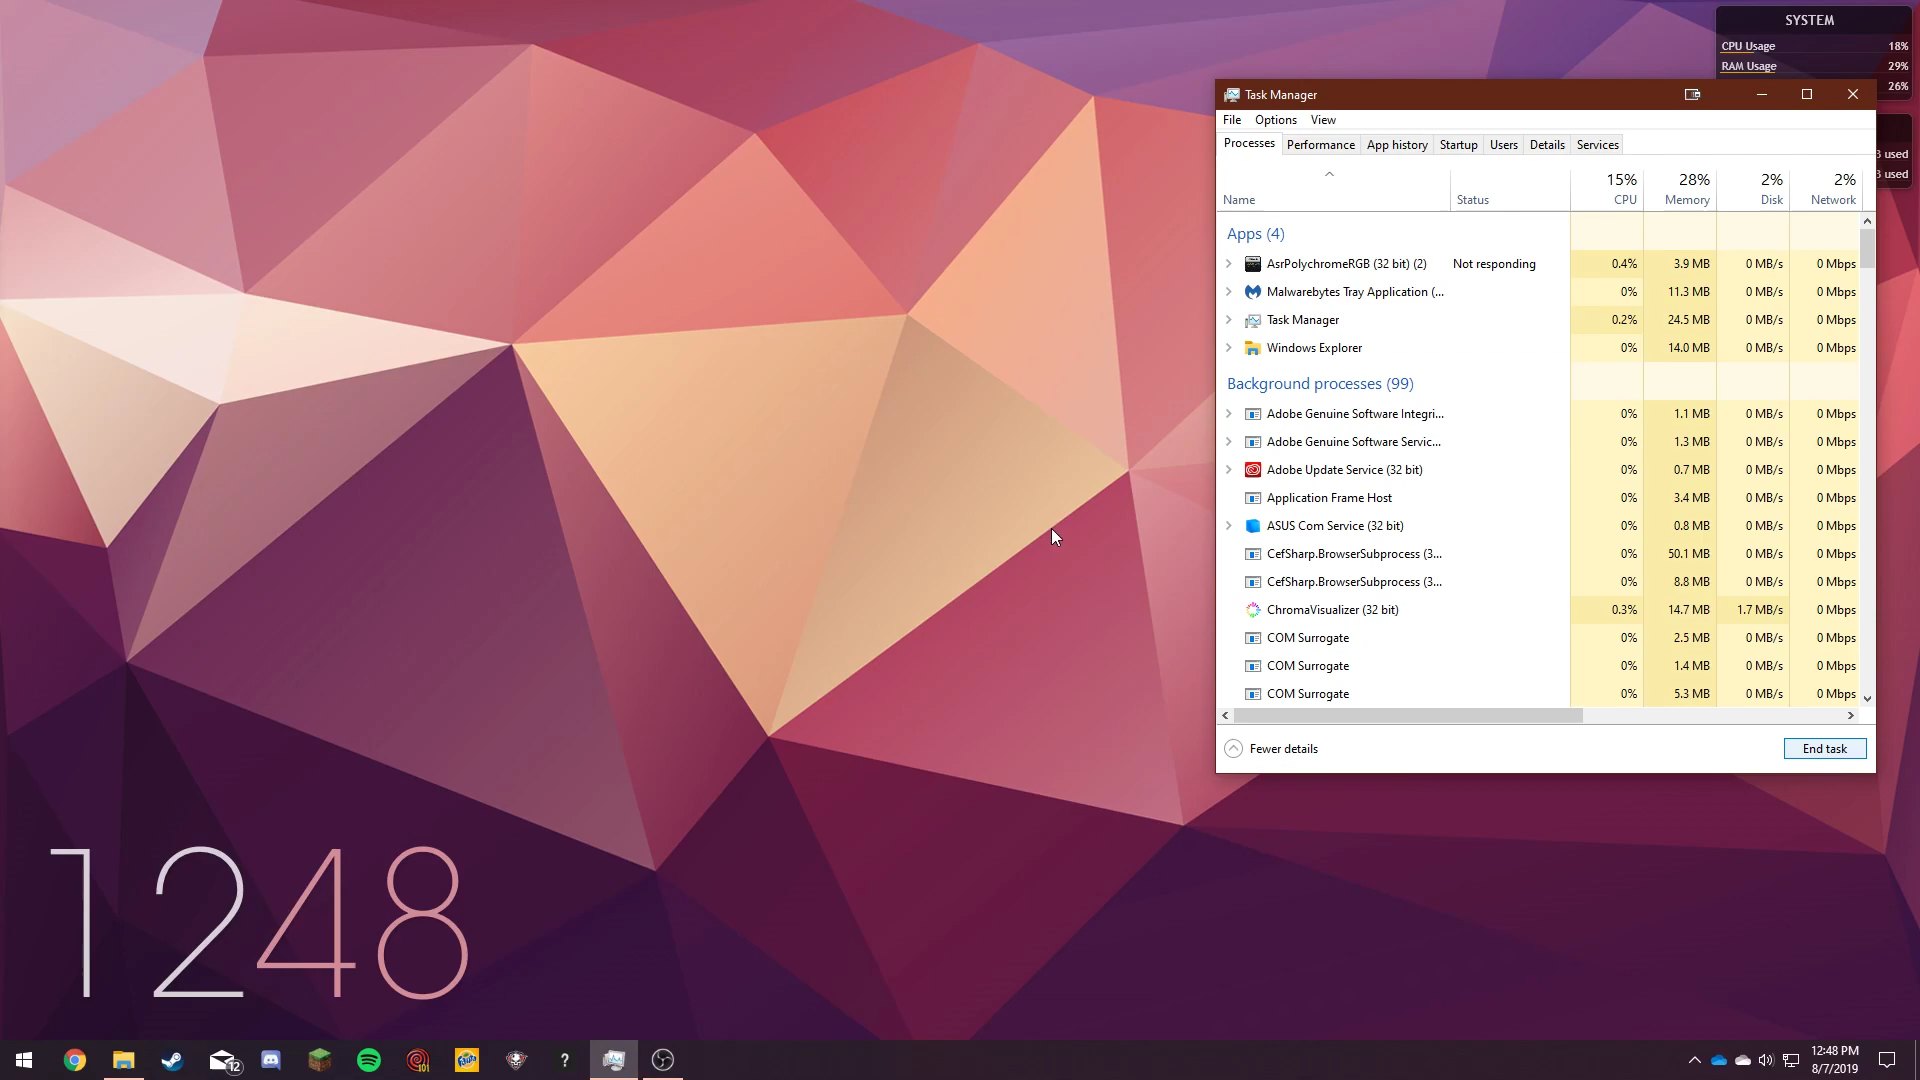 SYSTEM
CPU Usage 18%
RAM Usage 29%
26%
Task Manager
File Options View
Processes Performance App history Startup Users Details Services
15% 28% 2% 2%
Name Status CPU Memory Disk Network
Apps (4)
AsrPolychromeRGB (32 bit) (2) Not responding 0.4% 3.9 MB 0 MB/s 0 Mbps
Malwarebytes Tray Application (... 0% 11.3 MB 0 MB/s 0 Mbps
Task Manager 0.2% 24.5 MB 0 MB/s 0 Mbps
Windows Explorer 0% 14.0 MB 0 MB/s 0 Mbps
Background processes (99)
Adobe Genuine Software Integri... 0% 1.1 MB 0 MB/s 0 Mbps
Adobe Genuine Software Servic... 0% 1.3 MB 0 MB/s 0 Mbps
Adobe Update Service (32 bit) 0% 0.7 MB 0 MB/s 0 Mbps
Application Frame Host 0% 3.4 MB 0 MB/s 0 Mbps
ASUS Com Service (32 bit) 0% 0.8 MB 0 MB/s 0 Mbps
CefSharp.BrowserSubprocess (3... 0% 50.1 MB 0 MB/s 0 Mbps
CefSharp.BrowserSubprocess (3... 0% 8.8 MB 0 MB/s 0 Mbps
ChromaVisualizer (32 bit) 0.3% 14.7 MB 1.7 MB/s 0 Mbps
COM Surrogate 0% 2.5 MB 0 MB/s 0 Mbps
COM Surrogate 0% 1.4 MB 0 MB/s 0 Mbps
COM Surrogate 0% 5.3 MB 0 MB/s 0 Mbps
Fewer details End task
B used
B used
1248
12
101
Fanta
?
12:48 PM
8/7/2019